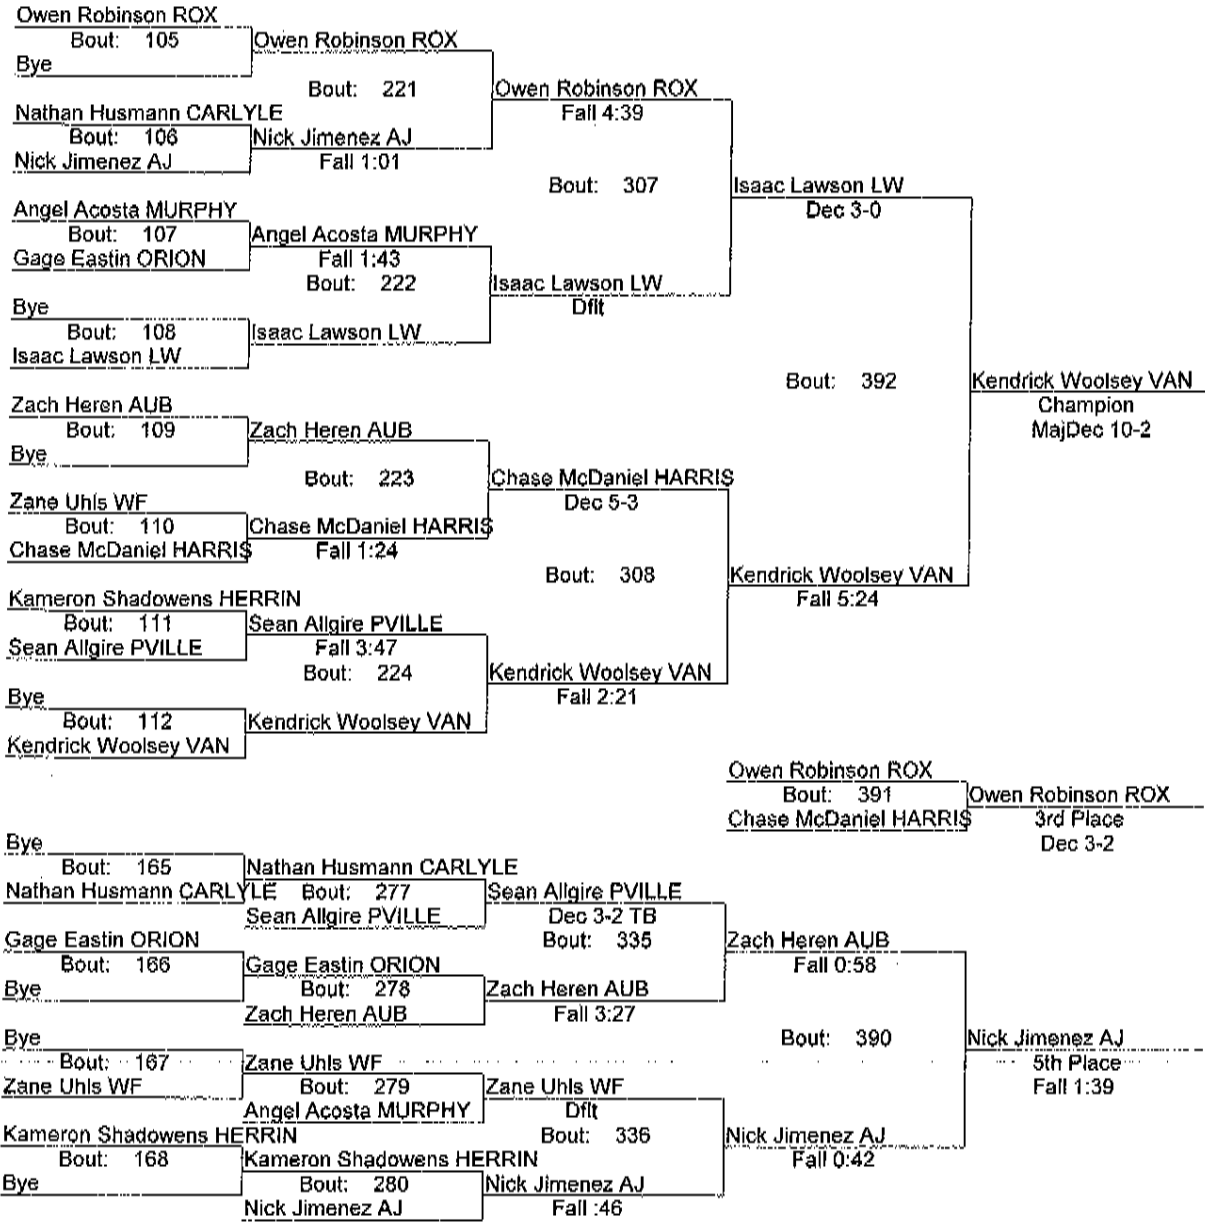 Owen Robinson ROX
Bout: 105
Owen Robinson ROX
Bye
Bout: 221
Owen Robinson ROX
Fall 4:39
Nathan Husmann CARLYLE
Bout: 106
Nick Jimenez AJ
Nick Jimenez AJ
Fall 1:01
Bout: 307
Isaac Lawson LW
Dec 3-0
Angel Acosta MURPHY
Bout: 107
Angel Acosta MURPHY
Gage Eastin ORION
Fall 1:43
Bout: 222
Isaac Lawson LW
Dflt
Bye
Bout: 108
Isaac Lawson LW
Isaac Lawson LW
Bout: 392
Kendrick Woolsey VAN
Champion
MajDec 10-2
Zach Heren AUB
Bout: 109
Zach Heren AUB
Bye
Bout: 223
Chase McDaniel HARRIS
Dec 5-3
Zane Uhls WF
Bout: 110
Chase McDaniel HARRIS
Chase McDaniel HARRIS
Fall 1:24
Bout: 308
Kendrick Woolsey VAN
Fall 5:24
Kameron Shadowens HERRIN
Bout: 111
Sean Allgire PVILLE
Sean Allgire PVILLE
Fall 3:47
Bout: 224
Kendrick Woolsey VAN
Fall 2:21
Bye
Bout: 112
Kendrick Woolsey VAN
Kendrick Woolsey VAN
Owen Robinson ROX
Bout: 391
Owen Robinson ROX
Chase McDaniel HARRIS
3rd Place
Dec 3-2
Bye
Bout: 165
Nathan Husmann CARLYLE
Nathan Husmann CARLYLE
Bout: 277
Sean Allgire PVILLE
Sean Allgire PVILLE
Dec 3-2 TB
Bout: 335
Zach Heren AUB
Fall 0:58
Gage Eastin ORION
Bout: 166
Gage Eastin ORION
Bye
Bout: 278
Zach Heren AUB
Zach Heren AUB
Fall 3:27
Bout: 390
Nick Jimenez AJ
5th Place
Fall 1:39
Bye
Bout: 167
Zane Uhls WF
Zane Uhls WF
Bout: 279
Zane Uhls WF
Angel Acosta MURPHY
Dflt
Bout: 336
Nick Jimenez AJ
Fall 0:42
Kameron Shadowens HERRIN
Bout: 168
Kameron Shadowens HERRIN
Bye
Bout: 280
Nick Jimenez AJ
Nick Jimenez AJ
Fall :46